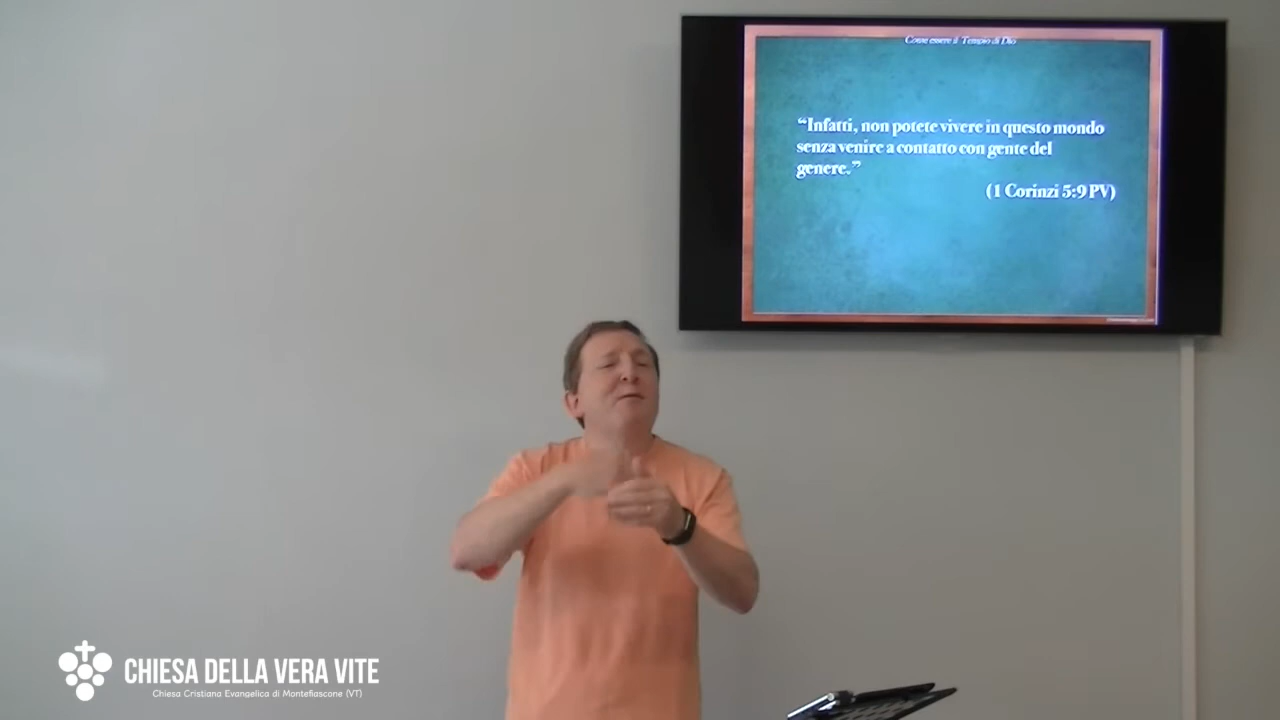 Come essere il Tempio di Dio
“Infatti, non potete vivere in questo mondo
senza venire a contatto con gente del
genere.”
(1 Corinzi 5:9 PV)
CHIESA DELLA VERA VITE
Chiesa Cristiana Evangelica di Montefiascone (VT)